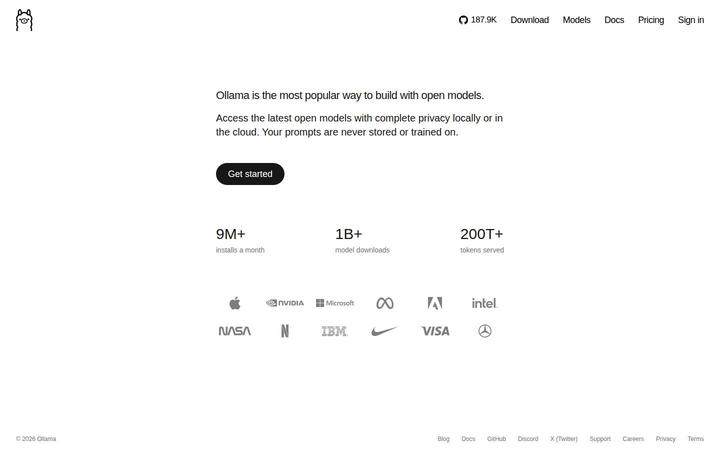 187.9K Download Models Docs Pricing Sign in
Ollama is the most popular way to build with open models.
Access the latest open models with complete privacy locally or in
the cloud. Your prompts are never stored or trained on.
Get started
9M+ 1B+ 200T+
installs a month model downloads tokens served
NVIDIA Microsoft intel.
NASA N IBM VISA
© 2026 Ollama Blog Docs GitHub Discord X (Twitter) Support Careers Privacy Terms